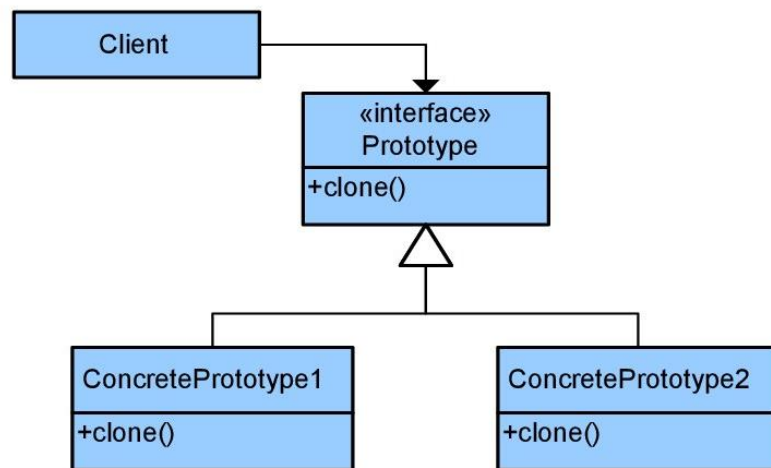 Client
«interface»
Prototype
+clone()
ConcretePrototype1
+clone()
ConcretePrototype2
+clone()